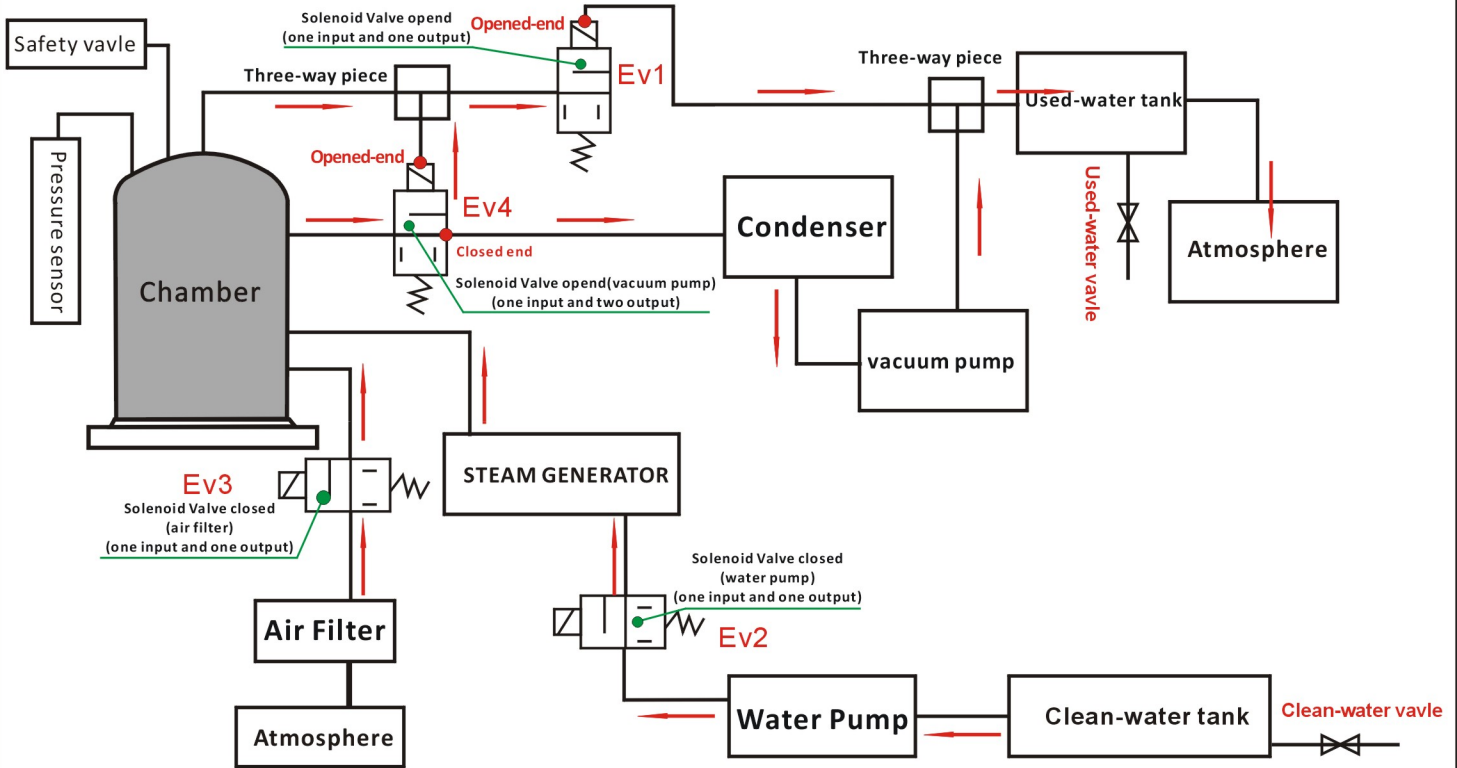 Safety vavle
Pressure sensor
Chamber
Solenoid Valve opend
(one input and one output)
Opened-end
Ev1
Three-way piece
Opened-end
Ev4
Closed end
Solenoid Valve opend(vacuum pump)
(one input and two output)
Condenser
vacuum pump
Three-way piece
Used-water tank
Used-water vavle
Atmosphere
Ev3
Solenoid Valve closed
(air filter)
(one input and one output)
STEAM GENERATOR
Solenoid Valve closed
(water pump)
(one input and one output)
Ev2
Air Filter
Atmosphere
Water Pump
Clean-water tank
Clean-water vavle